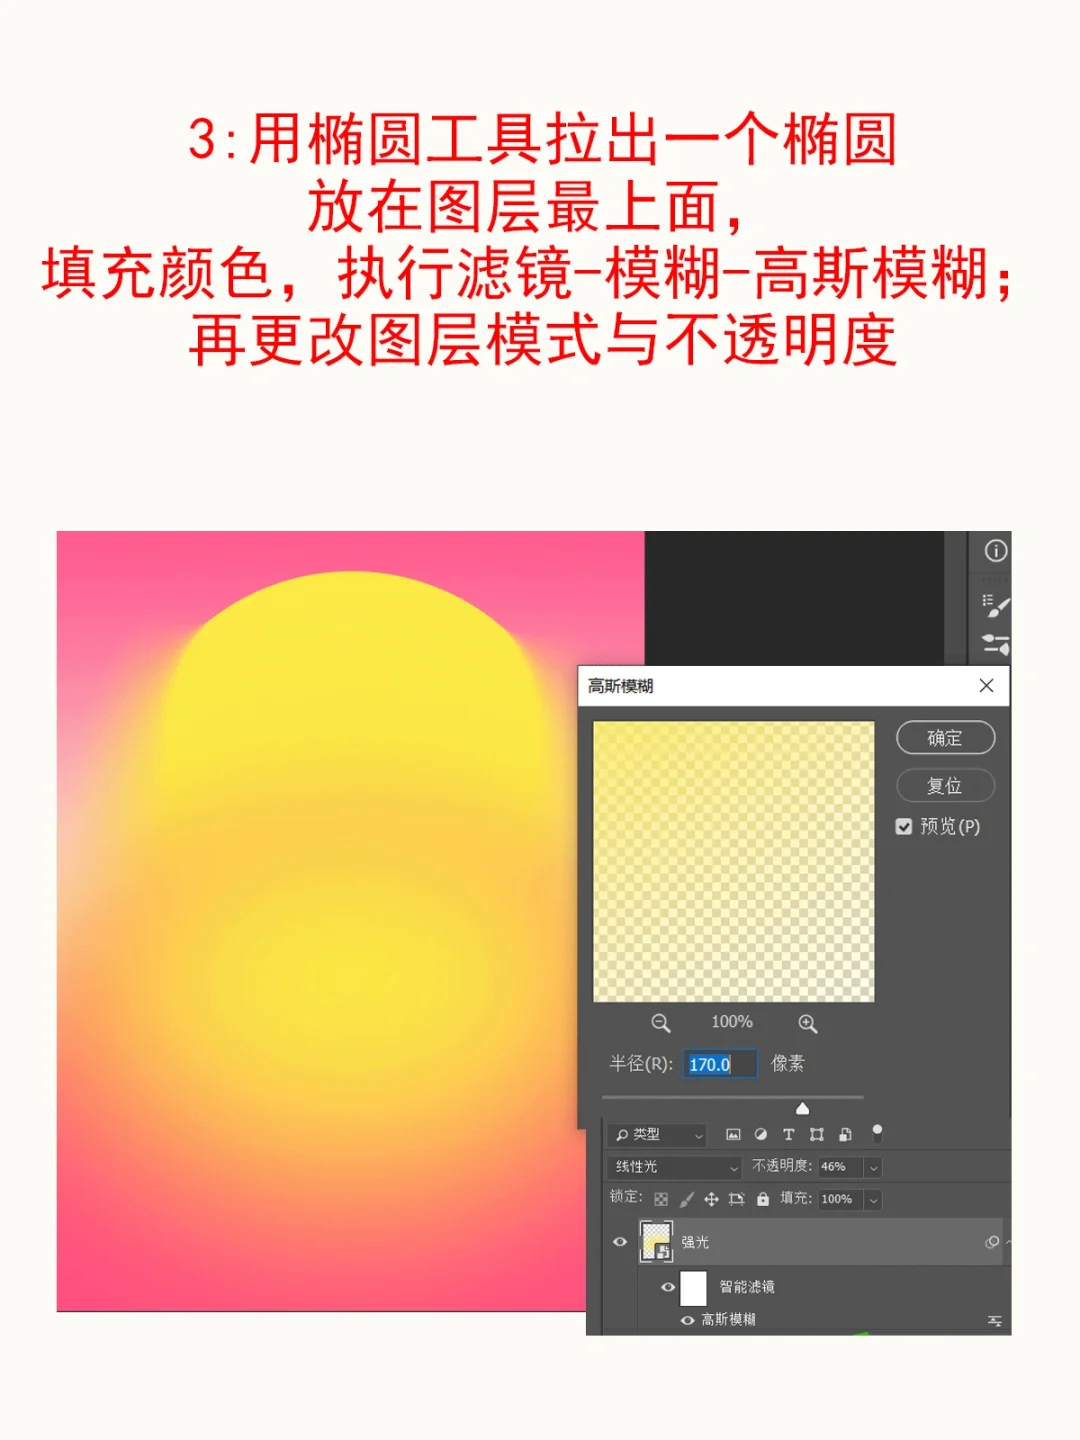 3:用椭圆工具拉出一个椭圆
放在图层最上面,
填充颜色，执行滤镜-模糊-高斯模糊;
再更改图层模式与不透明度
高斯模糊
确定
复位
预览(P)
100%
半径(R): 170.0 像素
类型
线性光 不透明度: 46%
锁定: 填充: 100%
强光
智能滤镜
高斯模糊